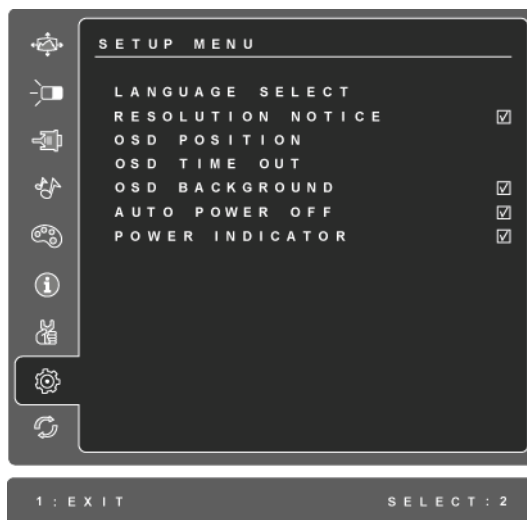 SETUP MENU
LANGUAGE SELECT
RESOLUTION NOTICE
OSD POSITION
OSD TIME OUT
OSD BACKGROUND
AUTO POWER OFF
POWER INDICATOR
1:EXIT SELECT:2